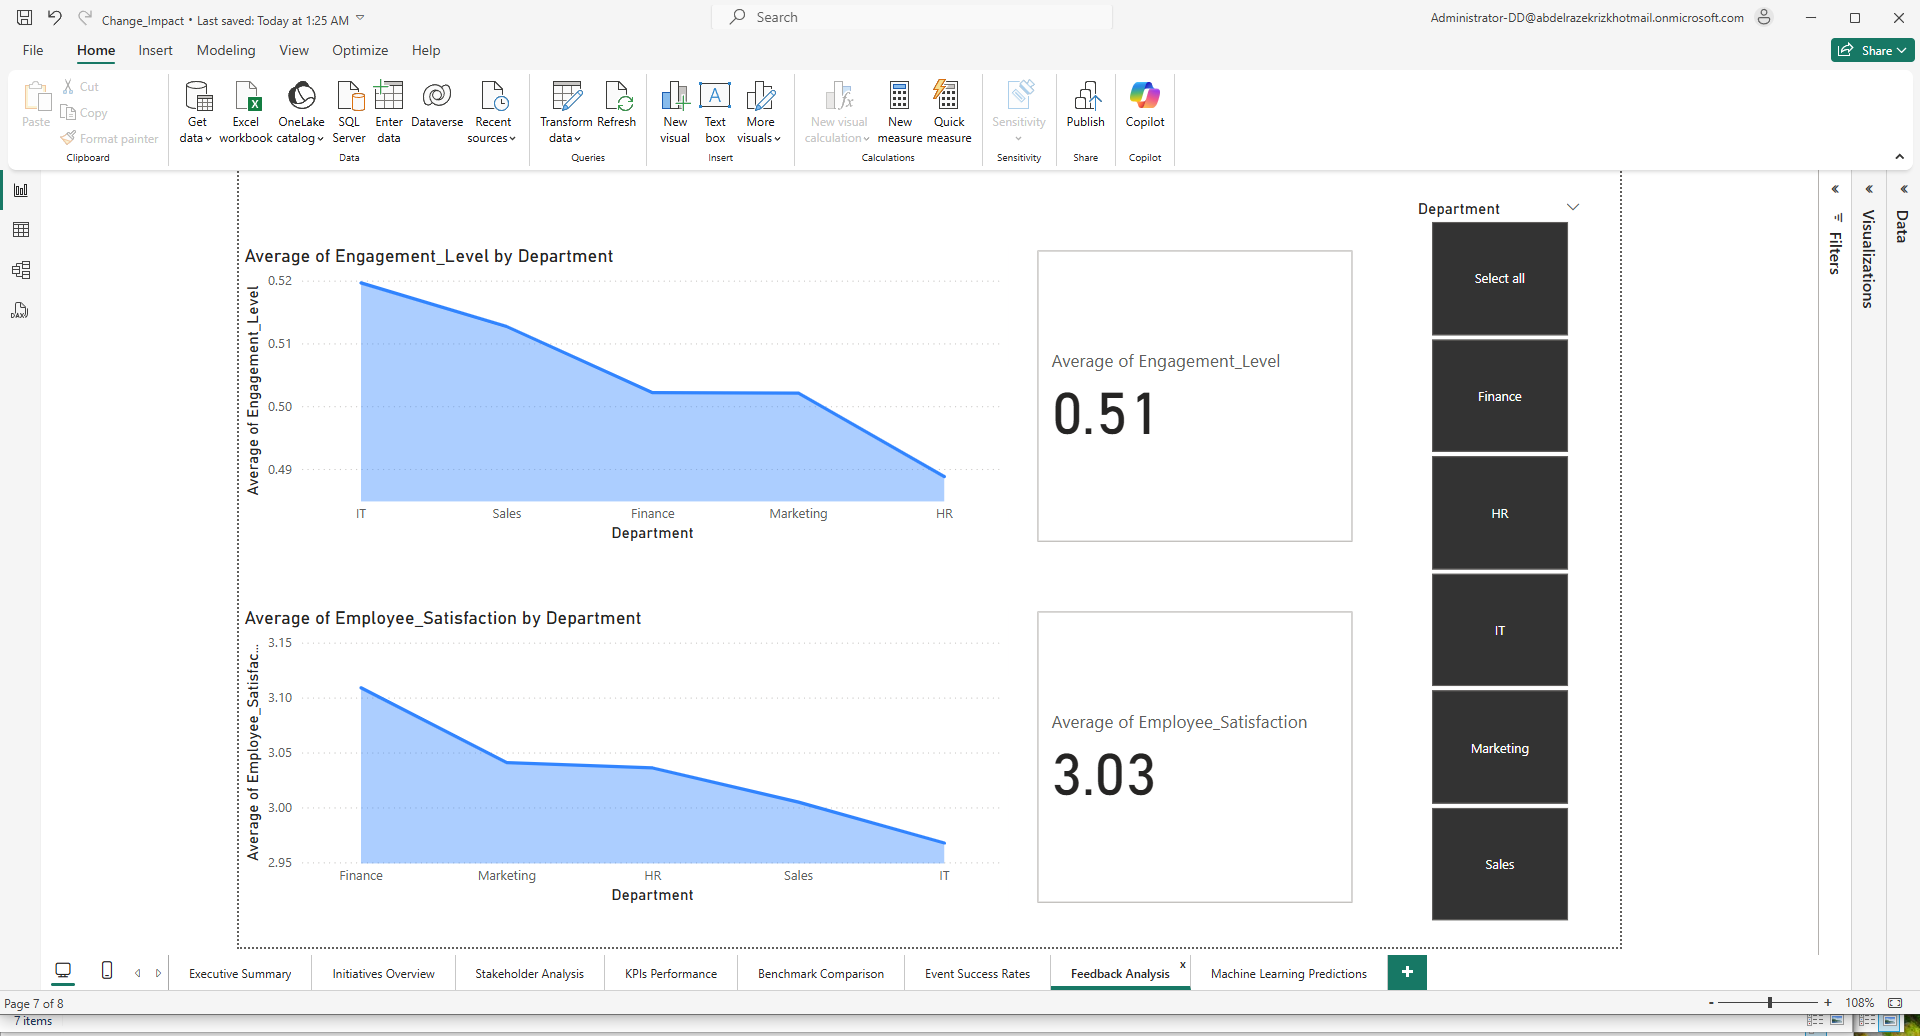 Change_Impact • Last saved: Today at 1:25 AM
Search
Administrator-DD@abdelrazekrizkhotmail.onmicrosoft.com
File Home Insert Modeling View Optimize Help
Share
Paste
Cut
Copy
Format painter
Clipboard
Get data
Excel workbook
OneLake catalog
SQL Server
Enter data
Dataverse
Recent sources
Data
Transform data
Refresh
Queries
New visual
Text box
More visuals
Insert
New visual calculation
New measure
Quick measure
Calculations
Sensitivity
Sensitivity
Publish
Share
Copilot
Copilot
DAX
Average of Engagement_Level by Department
Average of Engagement_Level
0.52
0.51
0.50
0.49
IT Sales Finance Marketing HR
Department
Average of Engagement_Level
0.51
Average of Employee_Satisfaction by Department
Average of Employee_Satisfac...
3.15
3.10
3.05
3.00
2.95
Finance Marketing HR Sales IT
Department
Average of Employee_Satisfaction
3.03
Department
Select all
Finance
HR
IT
Marketing
Sales
Filters
Visualizations
Data
Executive Summary Initiatives Overview Stakeholder Analysis KPIs Performance Benchmark Comparison Event Success Rates Feedback Analysis x Machine Learning Predictions +
Page 7 of 8
- + 108%
7 items